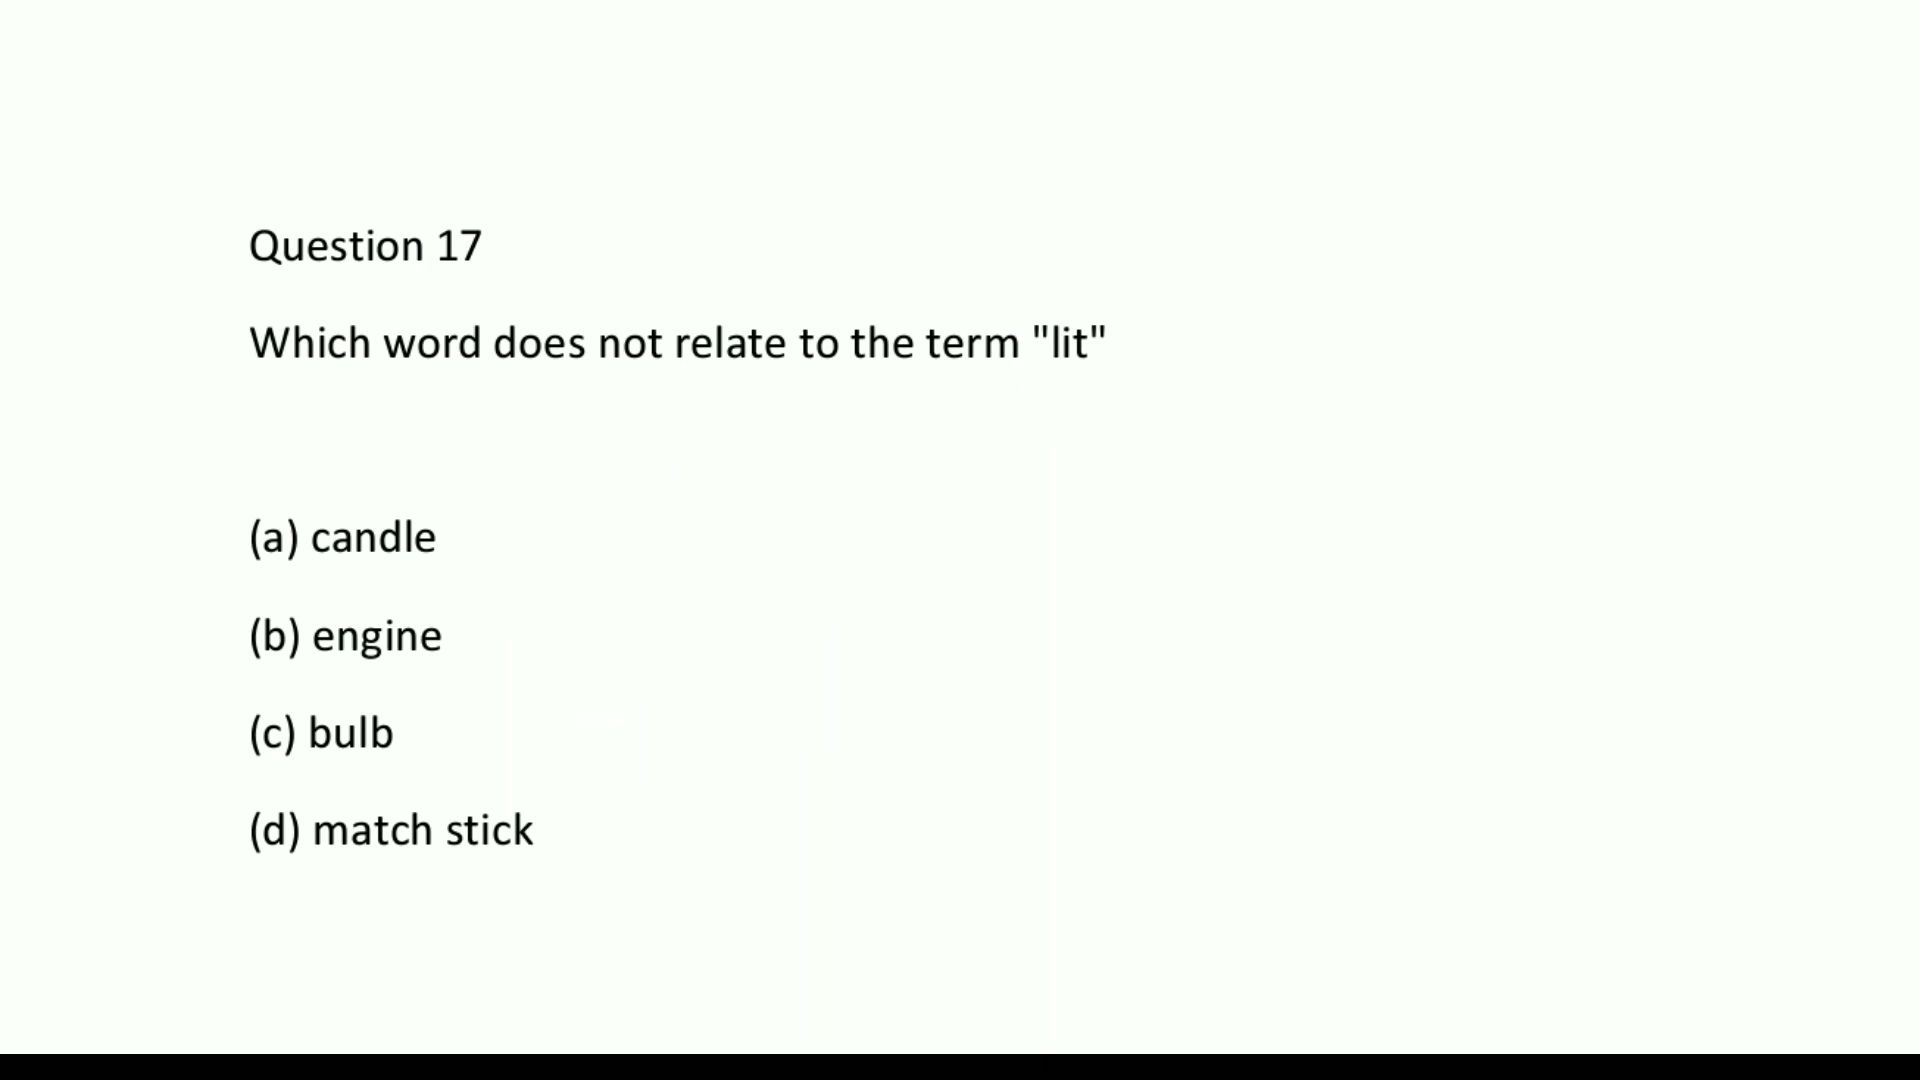 Question 17
Which word does not relate to the term "lit"
(a) candle
(b) engine
(c) bulb
(d) match stick